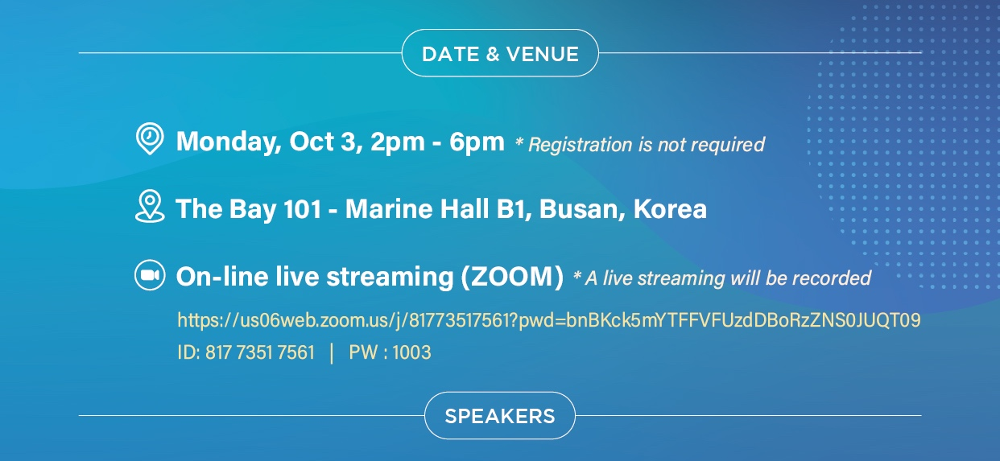 DATE & VENUE
Monday, Oct 3, 2pm - 6pm * Registration is not required
The Bay 101 - Marine Hall B1, Busan, Korea
On-line live streaming (ZOOM) * A live streaming will be recorded
https://us06web.zoom.us/j/81773517561?pwd=bnBKck5mYTFFVFUzdDBoRzZNS0JUQT09
ID: 817 7351 7561 | PW : 1003
SPEAKERS